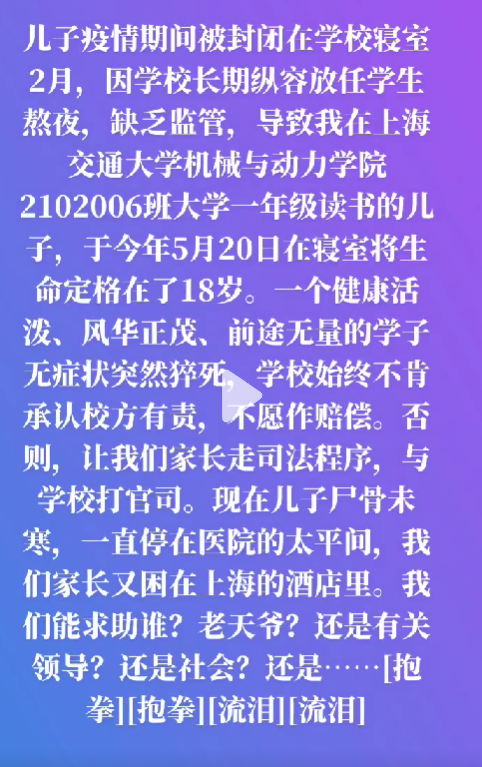 儿子疫情期间被封闭在学校寝室
2月，因学校长期纵容放任学生
熬夜，缺乏监管，导致我在上海
交通大学机械与动力学院
2102006班大学一年级读书的儿
子，于今年5月20日在寝室将生
命定格在了18岁。一个健康活
泼、风华正茂、前途无量的学子
无症状突然猝死，学校始终不肯
承认校方有责，不愿作赔偿。否
则，让我们家长走司法程序，与
学校打官司。现在儿子尸骨未
寒，一直停在医院的太平间，我
们家长又困在上海的酒店里。我
们能求助谁？老天爷？还是有关
领导？还是社会？还是……[抱
拳][抱拳][流泪][流泪]